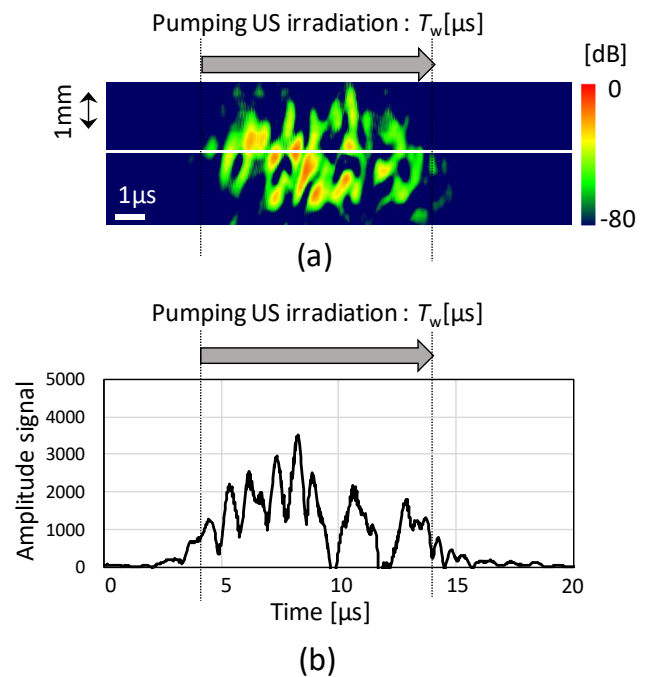 Pumping US irradiation : Tw[µs]
[dB]
0
1mm
1µs
-80
(a)
Pumping US irradiation : Tw[µs]
5000
4000
3000
2000
1000
0
Amplitude signal
0 5 10 15 20
Time [µs]
(b)